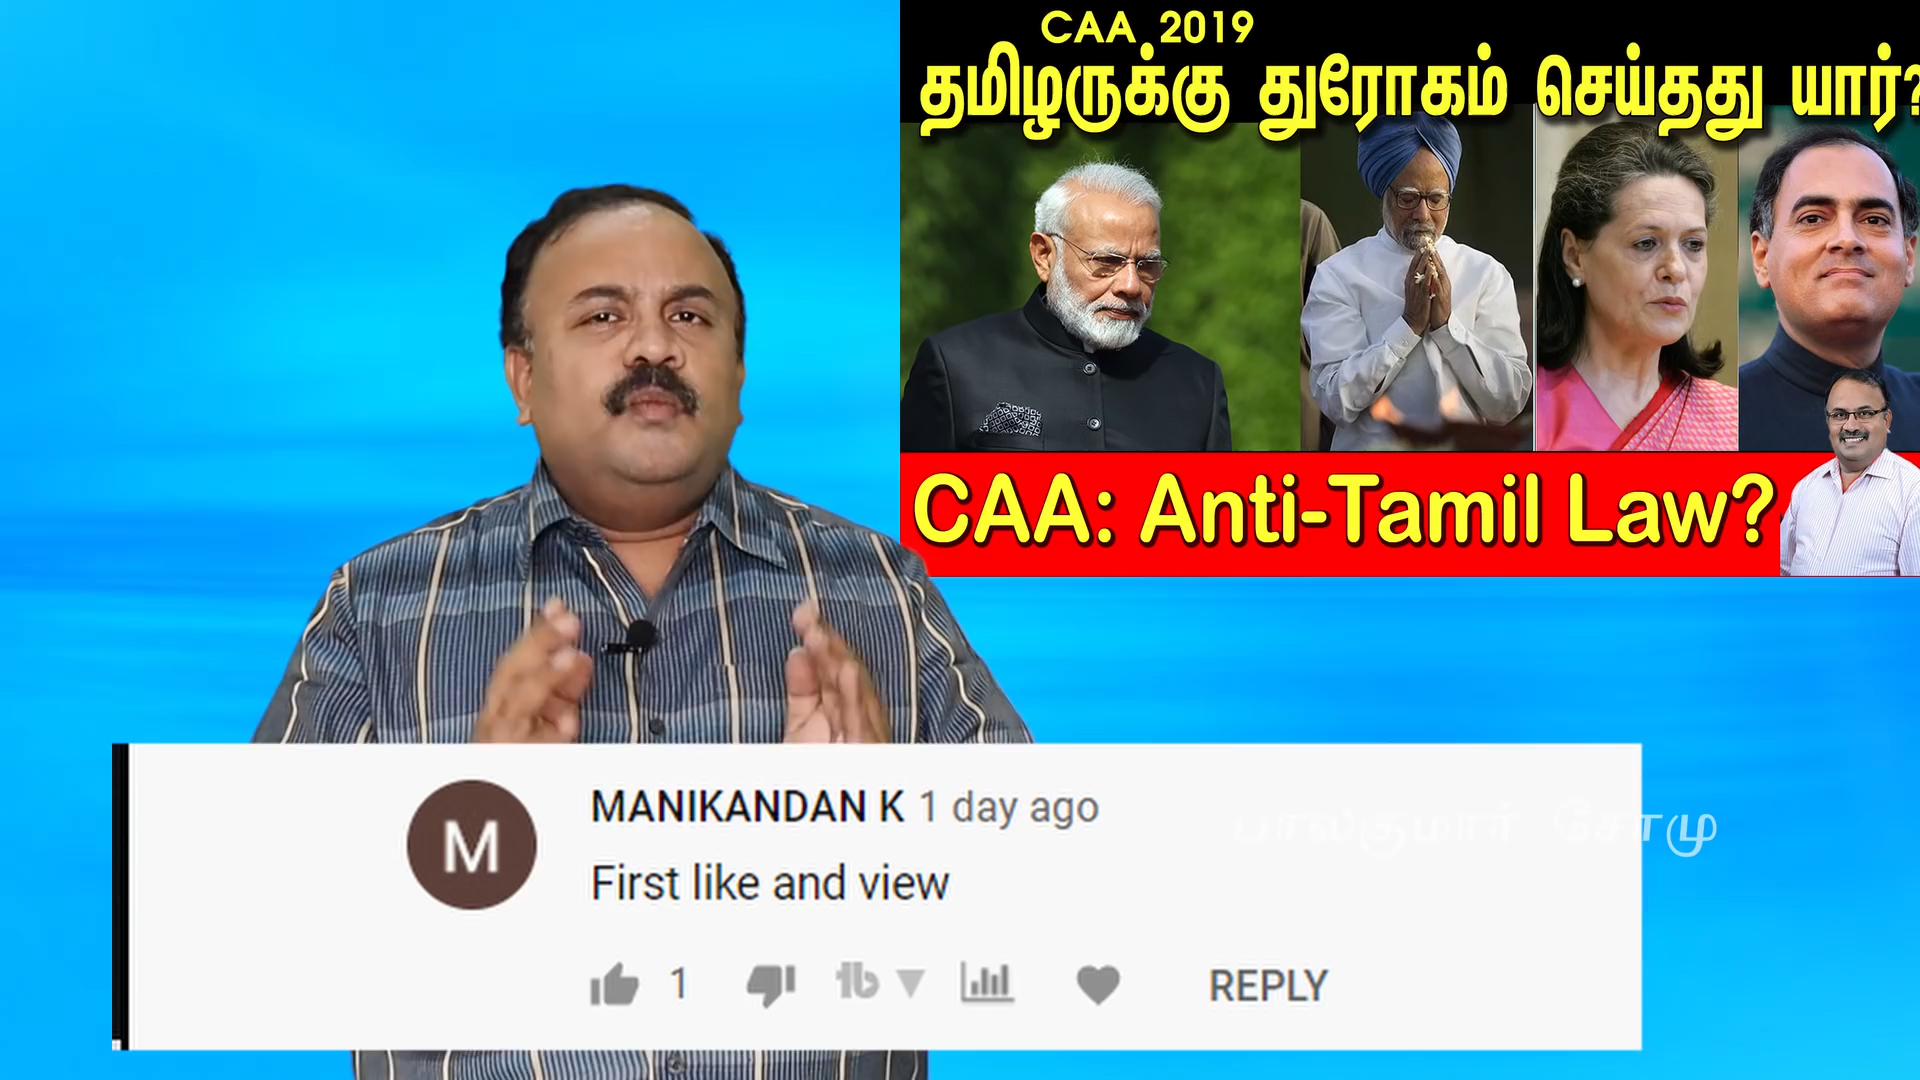 CAA 2019
தமிழருக்கு துரோகம் செய்தது யார்?
CAA: Anti-Tamil Law?
MANIKANDAN K 1 day ago
பாலகுமார் சோமு
M
First like and view
1
REPLY